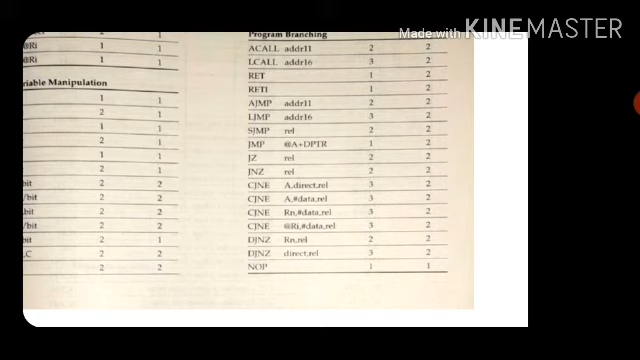 Made with KINEMASTER
2 1
@Ri 1 1
@Ri 1 1
riable Manipulation
1 1
2 1
1 1
2 1
1 1
2 1
bit 2 2
/bit 2 2
bit 2 2
/bit 2 2
bit 2 1
,C 2 2
2 2
Program Branching
ACALL addr11 2 2
LCALL addr16 3 2
RET 1 2
RETI 1 2
AJMP addr11 2 2
LJMP addr16 3 2
SJMP rel 2 2
JMP @A+DPTR 1 2
JZ rel 2 2
JNZ rel 2 2
CJNE A,direct,rel 3 2
CJNE A,#data,rel 3 2
CJNE Rn,#data,rel 3 2
CJNE @Ri,#data,rel 3 2
DJNZ Rn,rel 2 2
DJNZ direct,rel 3 2
NOP 1 1